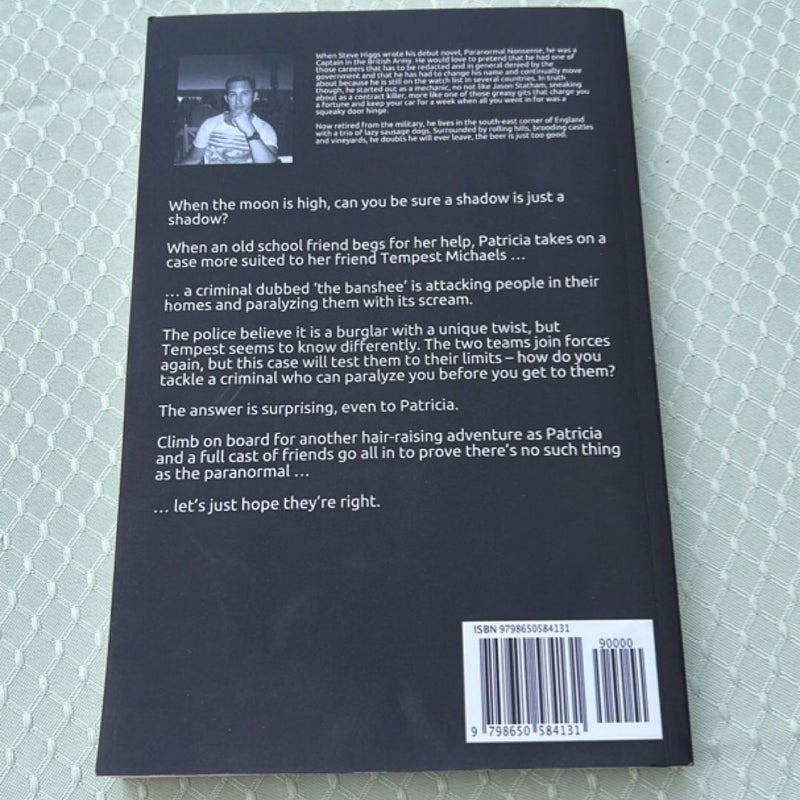 When Steve Higgs wrote his debut novel, Paranormal Nonsense, he was a
Captain in the British Army. He would love to pretend that he had one of
those careers that has to be redacted and in general denied by the
government and that he has had to change his name and continually move
about because he is still on the watch list in several countries. In truth
though, he started out as a mechanic, no not like Jason Statham, sneaking
about as a contract killer, more like one of those greasy gits that charge you
a fortune and keep your car for a week when all you went in for was a
squeaky door hinge.
Now retired from the military, he lives in the south-east corner of England
with a trio of lazy sausage dogs. Surrounded by rolling hills, brooding castles
and vineyards, he doubts he will ever leave, the beer is just too good.
When the moon is high, can you be sure a shadow is just a
shadow?
When an old school friend begs for her help, Patricia takes on a
case more suited to her friend Tempest Michaels ...
... a criminal dubbed 'the banshee' is attacking people in their
homes and paralyzing them with its scream.
The police believe it is a burglar with a unique twist, but
Tempest seems to know differently. The two teams join forces
again, but this case will test them to their limits – how do you
tackle a criminal who can paralyze you before you get to them?
The answer is surprising, even to Patricia.
Climb on board for another hair-raising adventure as Patricia
and a full cast of friends go all in to prove there's no such thing
as the paranormal ...
... let's just hope they're right.
ISBN 9798650584131
90000
9 798650 584131